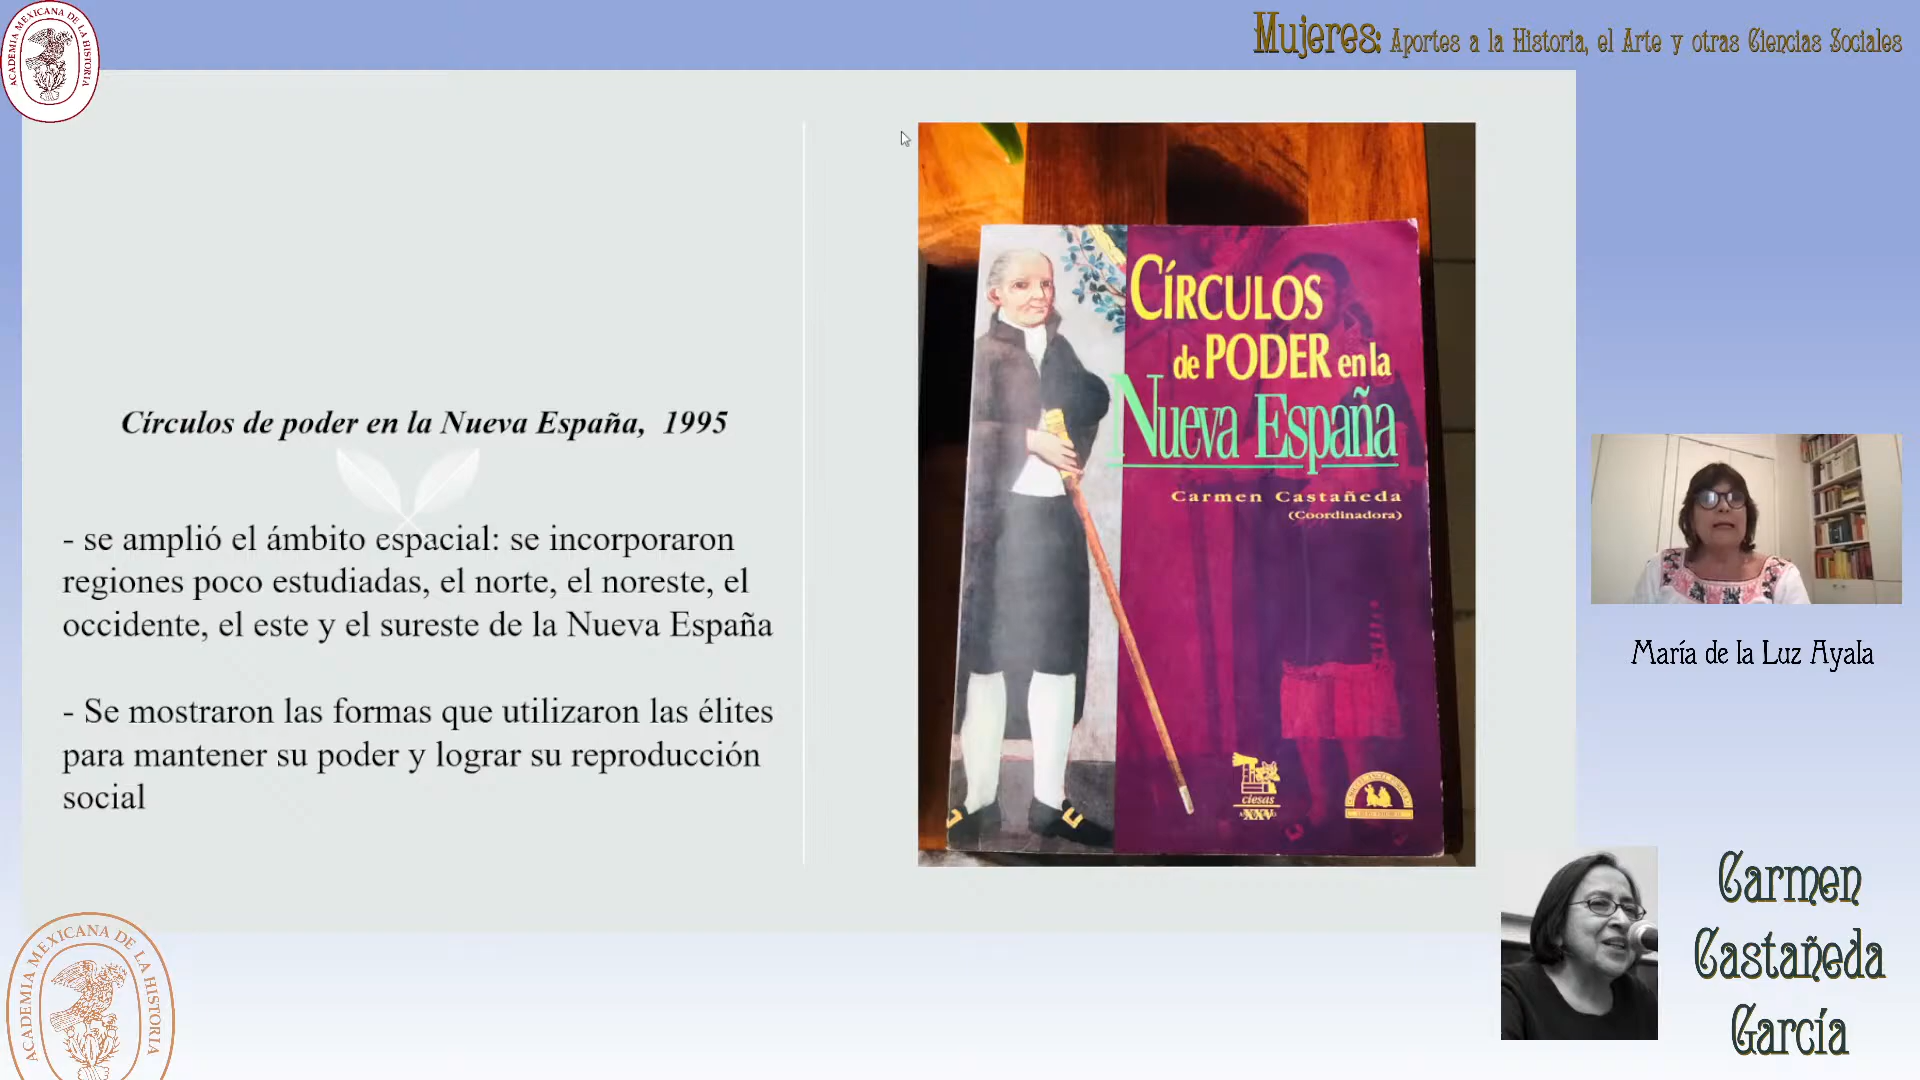 ACADEMIA MEXICANA DE LA HISTORIA
Mujeres: Aportes a la Historia, el Arte y otras Ciencias Sociales
Círculos de poder en la Nueva España, 1995
- se amplió el ámbito espacial: se incorporaron
regiones poco estudiadas, el norte, el noreste, el
occidente, el este y el sureste de la Nueva España
- Se mostraron las formas que utilizaron las élites
para mantener su poder y lograr su reproducción
social
CÍRCULOS
de PODER en la
NUEVA ESPAÑA
Carmen Castañeda
(Coordinadora)
ciesas
XXV
María de la Luz Ayala
Carmen
Castañeda
García
ACADEMIA MEXICANA DE LA HISTORIA